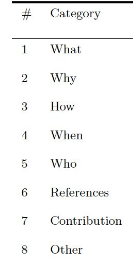 # Category
1 What
2 Why
3 How
4 When
5 Who
6 References
7 Contribution
8 Other